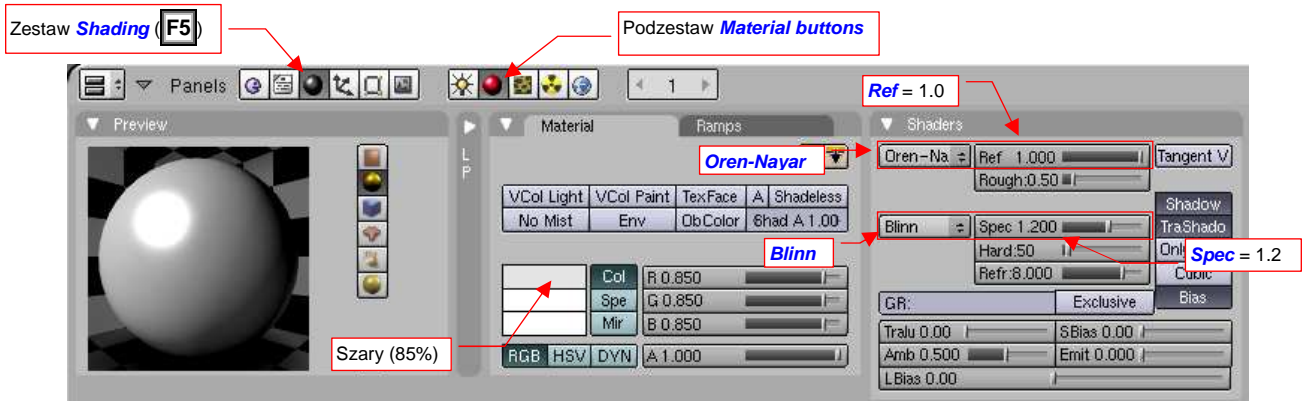 Zestaw Shading (F5)
Podzestaw Material buttons
Panels
1
Ref = 1.0
Preview
Material
Ramps
Shaders
L
P
Oren-Nayar
Oren-Na
Ref 1.000
Tangent V
Rough:0.50
VCol Light
VCol Paint
TexFace
A
Shadeless
No Mist
Env
ObColor
Shad A 1.00
Shadow
Blinn
Spec 1.200
TraShado
Blinn
Hard:50
Spec = 1.2
Refr:8.000
Cubic
Col
R 0.850
Spe
G 0.850
GR:
Exclusive
Bias
Mir
B 0.850
Tralu 0.00
SBias 0.00
Szary (85%)
RGB
HSV
DYN
A 1.000
Amb 0.500
Emit 0.000
LBias 0.00